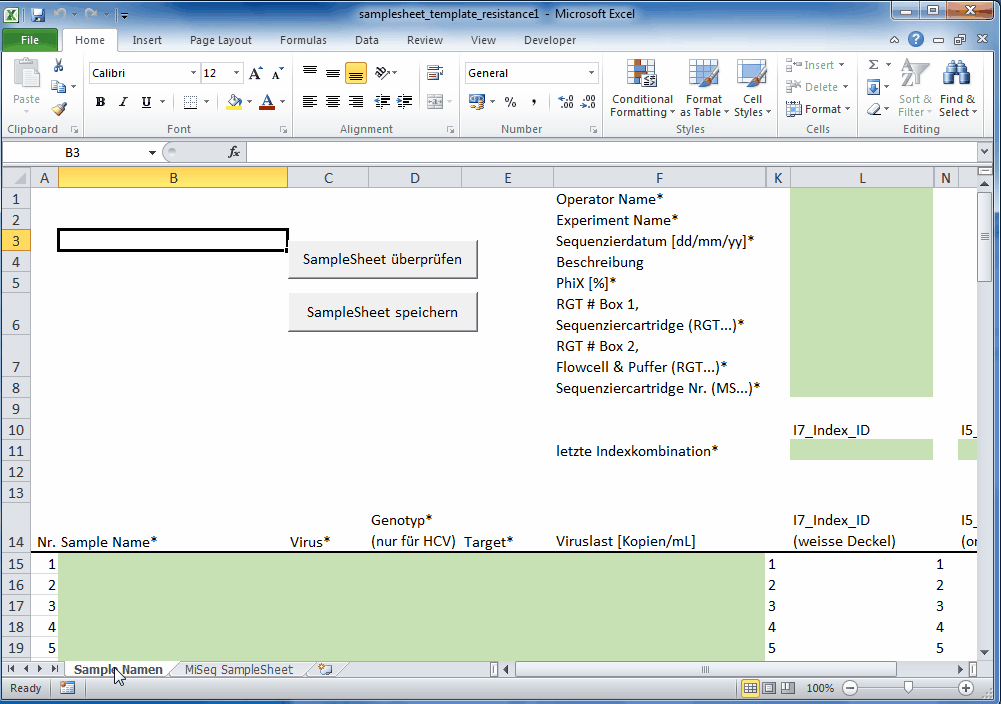 samplesheet_template_resistance1 - Microsoft Excel
File Home Insert Page Layout Formulas Data Review View Developer
Calibri 12 General
Paste B I U % , Conditional Formatting Format as Table Cell Styles Insert Delete Format Σ Sort & Filter Find & Select
Clipboard Font Alignment Number Styles Cells Editing
B3 fx
A B C D E F K L N
1 Operator Name*
2 Experiment Name*
3 Sequenzierdatum [dd/mm/yy]*
SampleSheet überprüfen
4 Beschreibung
5 PhiX [%]*
SampleSheet speichern
RGT # Box 1,
6 Sequenziercartridge (RGT...)*
RGT # Box 2,
7 Flowcell & Puffer (RGT...)*
8 Sequenziercartridge Nr. (MS...)*
9
10 I7_Index_ID I5_
11 letzte Indexkombination*
12
13
Genotyp* I7_Index_ID I5_
14 Nr. Sample Name* Virus* (nur für HCV) Target* Viruslast [Kopien/mL] (weisse Deckel) (or
15 1 1 1
16 2 2 2
17 3 3 3
18 4 4 4
19 5 5 5
Sample Namen MiSeq SampleSheet
Ready 100%